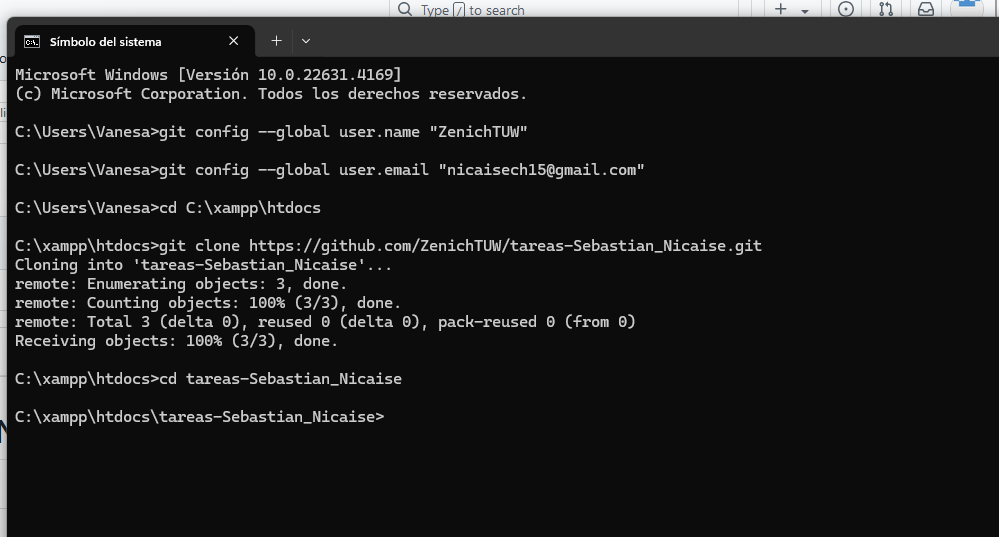 Type / to search
Símbolo del sistema
Microsoft Windows [Versión 10.0.22631.4169]
(c) Microsoft Corporation. Todos los derechos reservados.
C:\Users\Vanesa>git config --global user.name "ZenichTUW"
C:\Users\Vanesa>git config --global user.email "nicaisech15@gmail.com"
C:\Users\Vanesa>cd C:\xampp\htdocs
C:\xampp\htdocs>git clone https://github.com/ZenichTUW/tareas-Sebastian_Nicaise.git
Cloning into 'tareas-Sebastian_Nicaise'...
remote: Enumerating objects: 3, done.
remote: Counting objects: 100% (3/3), done.
remote: Total 3 (delta 0), reused 0 (delta 0), pack-reused 0 (from 0)
Receiving objects: 100% (3/3), done.
C:\xampp\htdocs>cd tareas-Sebastian_Nicaise
C:\xampp\htdocs\tareas-Sebastian_Nicaise>